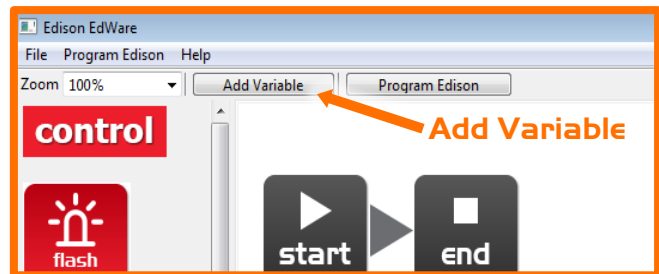 Edison EdWare
File Program Edison Help
Zoom 100% Add Variable Program Edison
control
Add Variable
flash
start
end